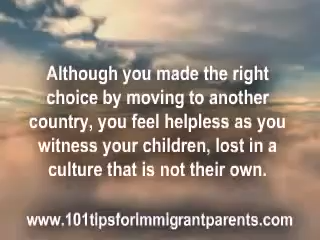 Although you made the right
choice by moving to another
country, you feel helpless as you
witness your children, lost in a
culture that is not their own.
www.101tipsforimmigrantparents.com